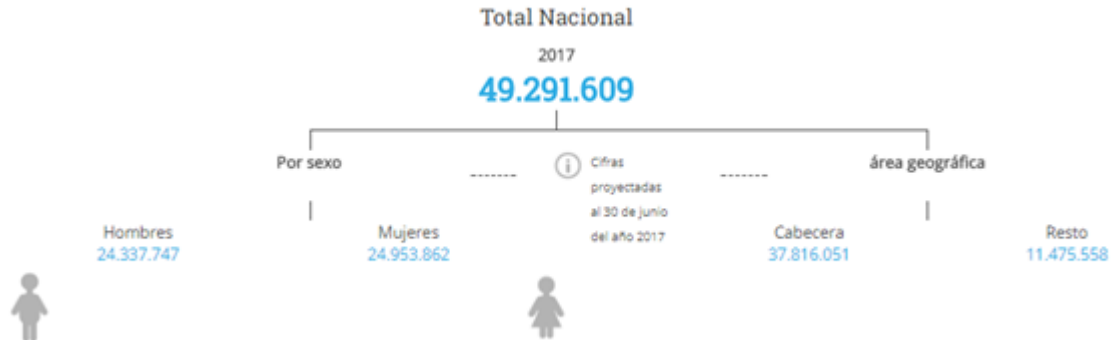 Total Nacional
2017
49.291.609
Por sexo
Cifras
proyectadas
al 30 de junio
del año 2017
área geográfica
Hombres
24.337.747
Mujeres
24.953.862
Cabecera
37.816.051
Resto
11.475.558